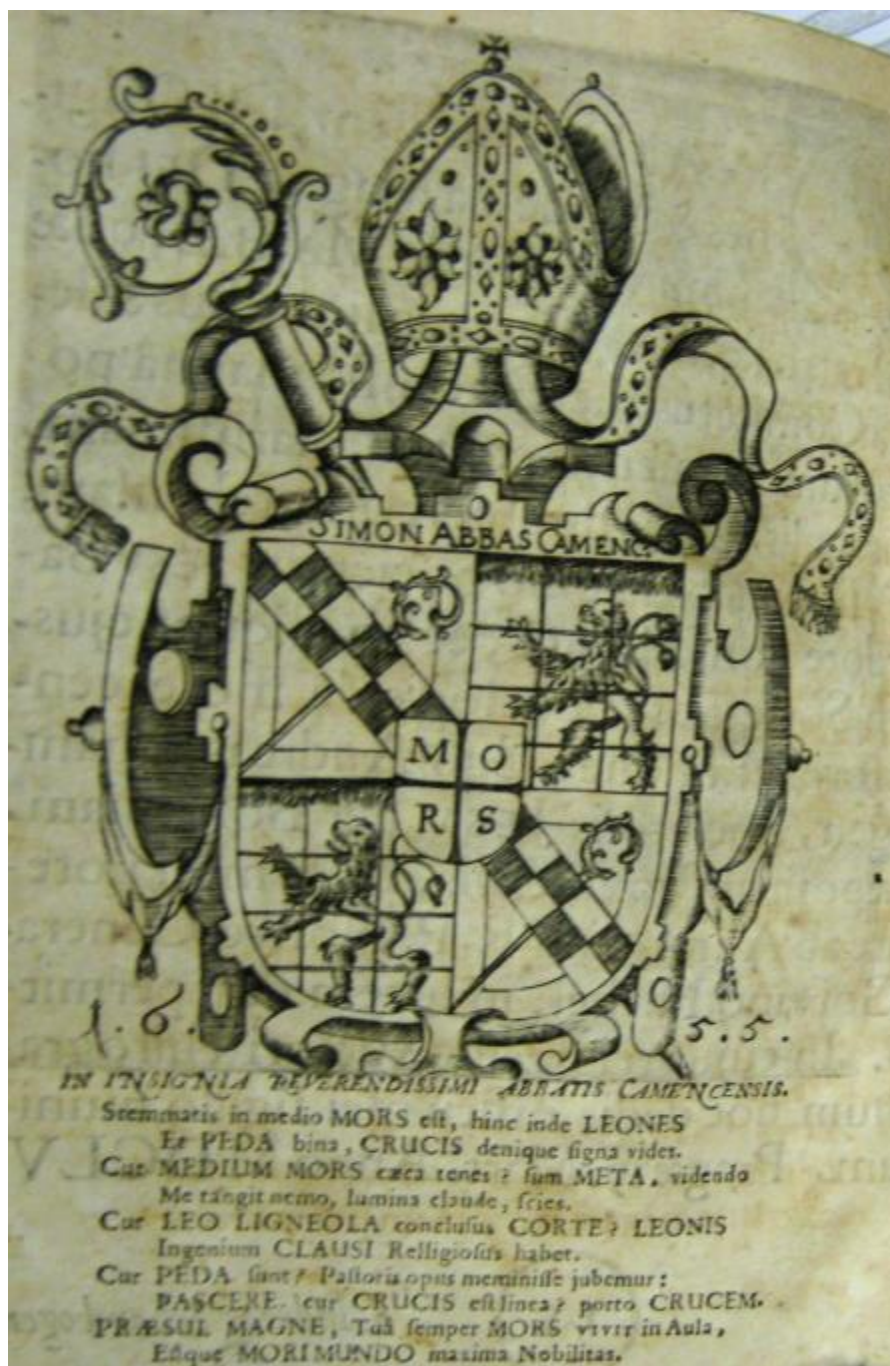 SIMON ABBAS CAMENC.
M O
R S
1. 6. 5. 5.
IN INSIGNIA REVERENDISSIMI ABBATIS CAMENCENSIS.
Stemmatis in medio MORS est, hinc inde LEONES
Et PEDA bina, CRUCIS denique signa vides.
Cur MEDIUM MORS cæca tenes? sum META, videndo
Me tangit nemo, lumina claude, scies.
Cur LEO LIGNEOLA conclusus CORTE? LEONIS
Ingenium CLAUSI Relligiosus habet.
Cur PEDA sunt? Pastoris opus meminisse jubemur:
PASCERE. cur CRUCIS est linea? porto CRUCEM.
PRÆSUL MAGNE, Tuâ semper MORS vivit in Aula,
Estque MORI MUNDO maxima Nobilitas.